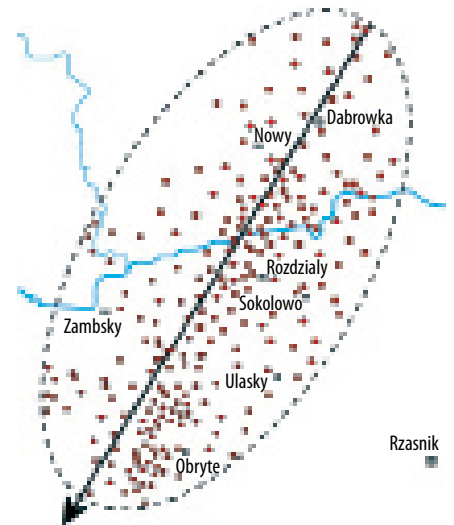 Dabrowka
Nowy
Rozdzialy
Sokolowo
Zambsky
Ulasky
Rzasnik
Obryte